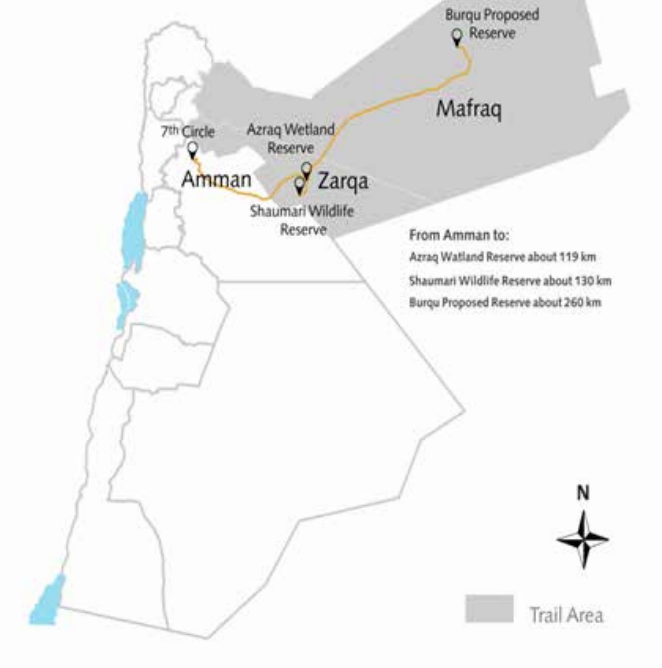 Burqu Proposed
Reserve
Mafraq
7th Circle
Azraq Wetland
Reserve
Amman
Zarqa
Shaumari Wildlife
Reserve
From Amman to:
Azraq Watland Reserve about 119 km
Shaumari Wildlife Reserve about 130 km
Burqu Proposed Reserve about 260 km
N
Trail Area